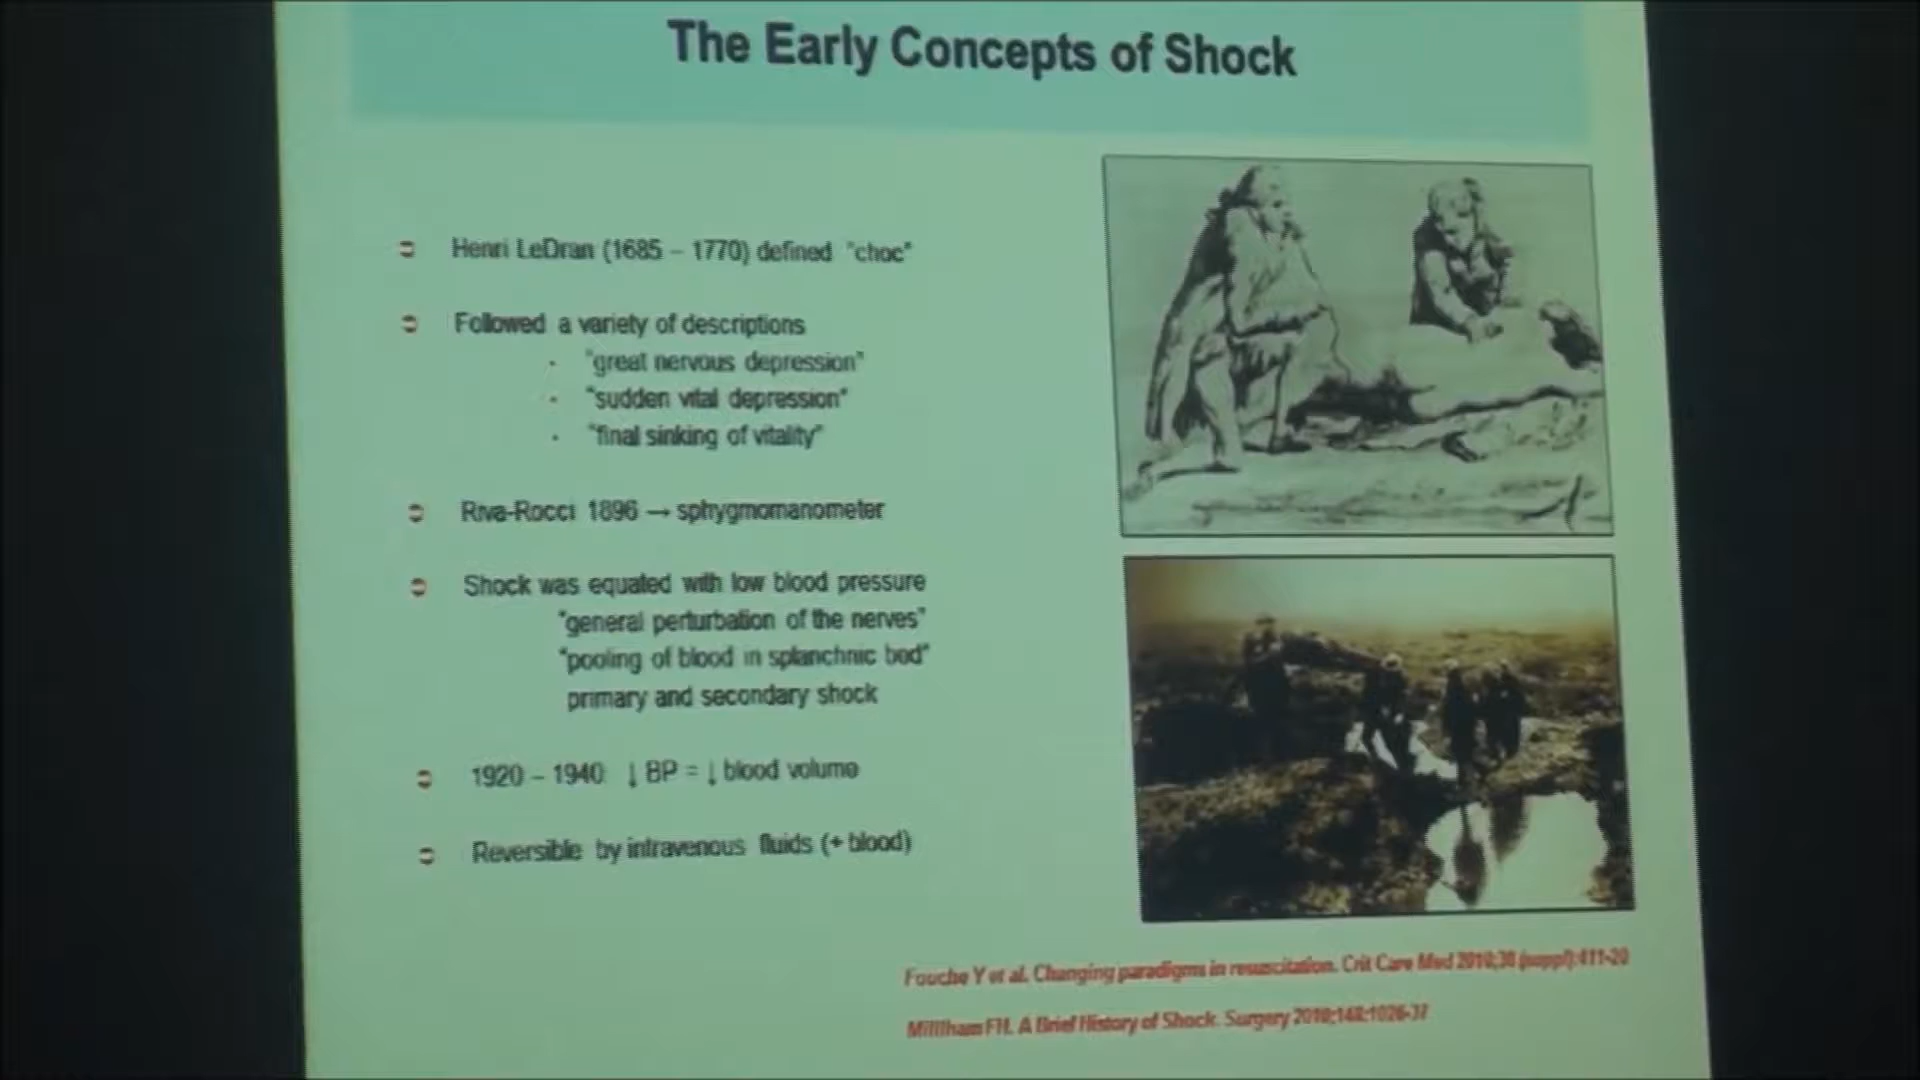 The Early Concepts of Shock
Henri LeDran (1685 – 1770) defined "choc"
Followed a variety of descriptions
"great nervous depression"
"sudden vital depression"
"final sinking of vitality"
Riva-Rocci 1896 → sphygmomanometer
Shock was equated with low blood pressure
"general perturbation of the nerves"
"pooling of blood in splanchnic bed"
primary and secondary shock
1920 – 1940 ↓ BP = ↓ blood volume
Reversible by intravenous fluids (+ blood)
Fouche Y et al. Changing paradigms in resuscitation. Crit Care Med 2010;38 (suppl):411-20
Millham FH. A Brief History of Shock. Surgery 2010;148:1026-37